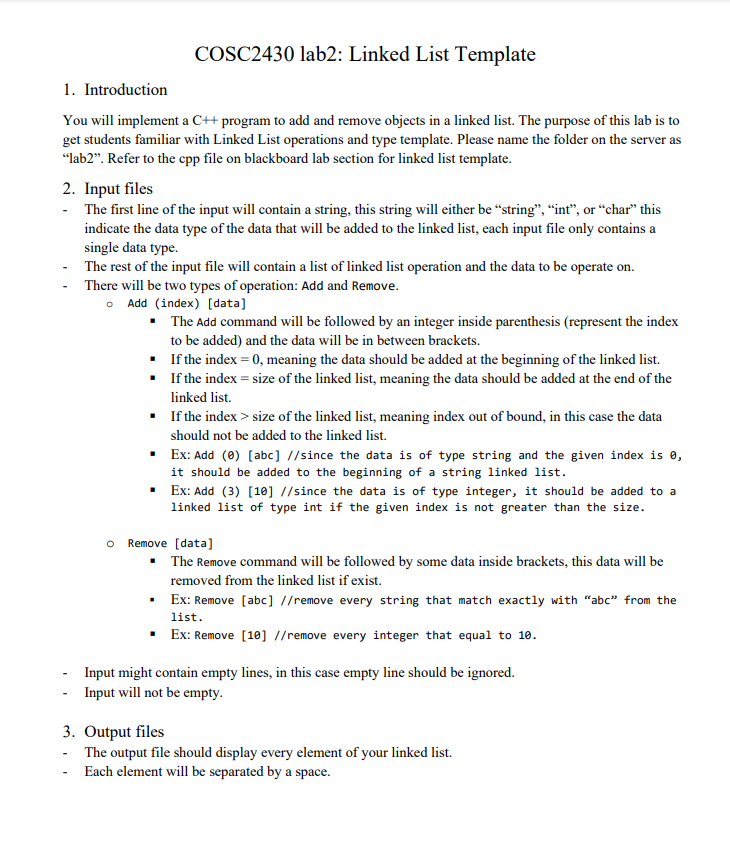 COSC2430 lab2: Linked List Template
1. Introduction
You will implement a C++ program to add and remove objects in a linked list. The purpose of this lab is to
get students familiar with Linked List operations and type template. Please name the folder on the server as
“lab2”. Refer to the cpp file on blackboard lab section for linked list template.
2. Input files
- The first line of the input will contain a string, this string will either be “string”, “int”, or “char” this
indicate the data type of the data that will be added to the linked list, each input file only contains a
single data type.
- The rest of the input file will contain a list of linked list operation and the data to be operate on.
- There will be two types of operation: Add and Remove.
o Add (index) [data]
▪ The Add command will be followed by an integer inside parenthesis (represent the index
to be added) and the data will be in between brackets.
▪ If the index = 0, meaning the data should be added at the beginning of the linked list.
▪ If the index = size of the linked list, meaning the data should be added at the end of the
linked list.
▪ If the index > size of the linked list, meaning index out of bound, in this case the data
should not be added to the linked list.
▪ Ex: Add (0) [abc] //since the data is of type string and the given index is 0,
it should be added to the beginning of a string linked list.
▪ Ex: Add (3) [10] //since the data is of type integer, it should be added to a
linked list of type int if the given index is not greater than the size.
o Remove [data]
▪ The Remove command will be followed by some data inside brackets, this data will be
removed from the linked list if exist.
▪ Ex: Remove [abc] //remove every string that match exactly with “abc” from the
list.
▪ Ex: Remove [10] //remove every integer that equal to 10.
- Input might contain empty lines, in this case empty line should be ignored.
- Input will not be empty.
3. Output files
- The output file should display every element of your linked list.
- Each element will be separated by a space.